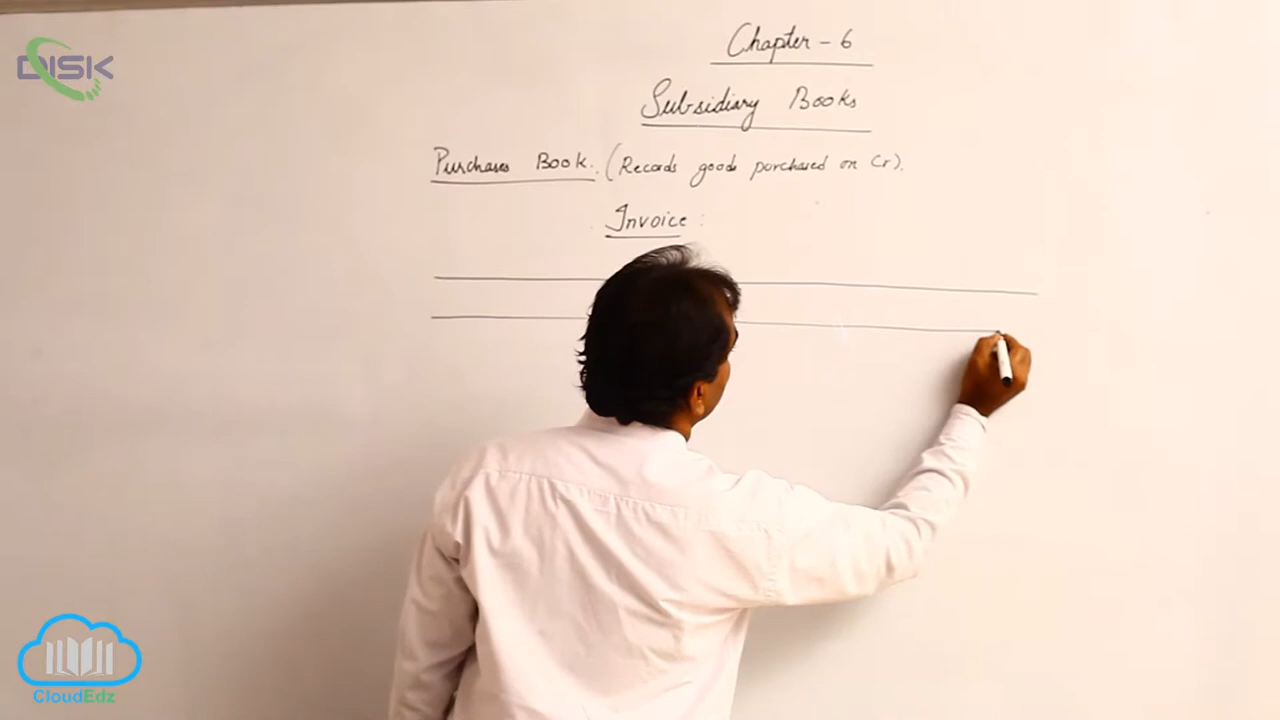 DISK
Chapter - 6
Subsidiary Books
Purchases Book. (Records goods purchased on Cr).
Invoice :
CloudEdz